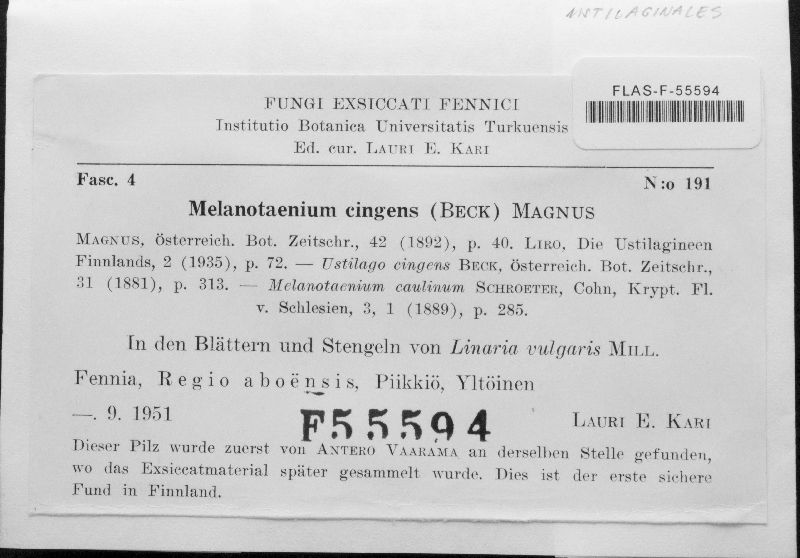 USTILAGINALES
FLAS-F-55594
FUNGI EXSICCATI FENNICI
Institutio Botanica Universitatis Turkuensis
Ed. cur. LAURI E. KARI
Fasc. 4 N:o 191
Melanotaenium cingens (BECK) MAGNUS
MAGNUS, österreich. Bot. Zeitschr., 42 (1892), p. 40. LIRO, Die Ustilagineen
Finnlands, 2 (1935), p. 72. — Ustilago cingens BECK, österreich. Bot. Zeitschr.,
31 (1881), p. 313. — Melanotaenium caulinum SCHROETER, Cohn, Krypt. Fl.
v. Schlesien, 3, 1 (1889), p. 285.
In den Blättern und Stengeln von Linaria vulgaris MILL.
Fennia, Regio aboënsis, Piikkiö, Yltöinen
—. 9. 1951 F55594 LAURI E. KARI
Dieser Pilz wurde zuerst von ANTERO VAARAMA an derselben Stelle gefunden,
wo das Exsiccatmaterial später gesammelt wurde. Dies ist der erste sichere
Fund in Finnland.